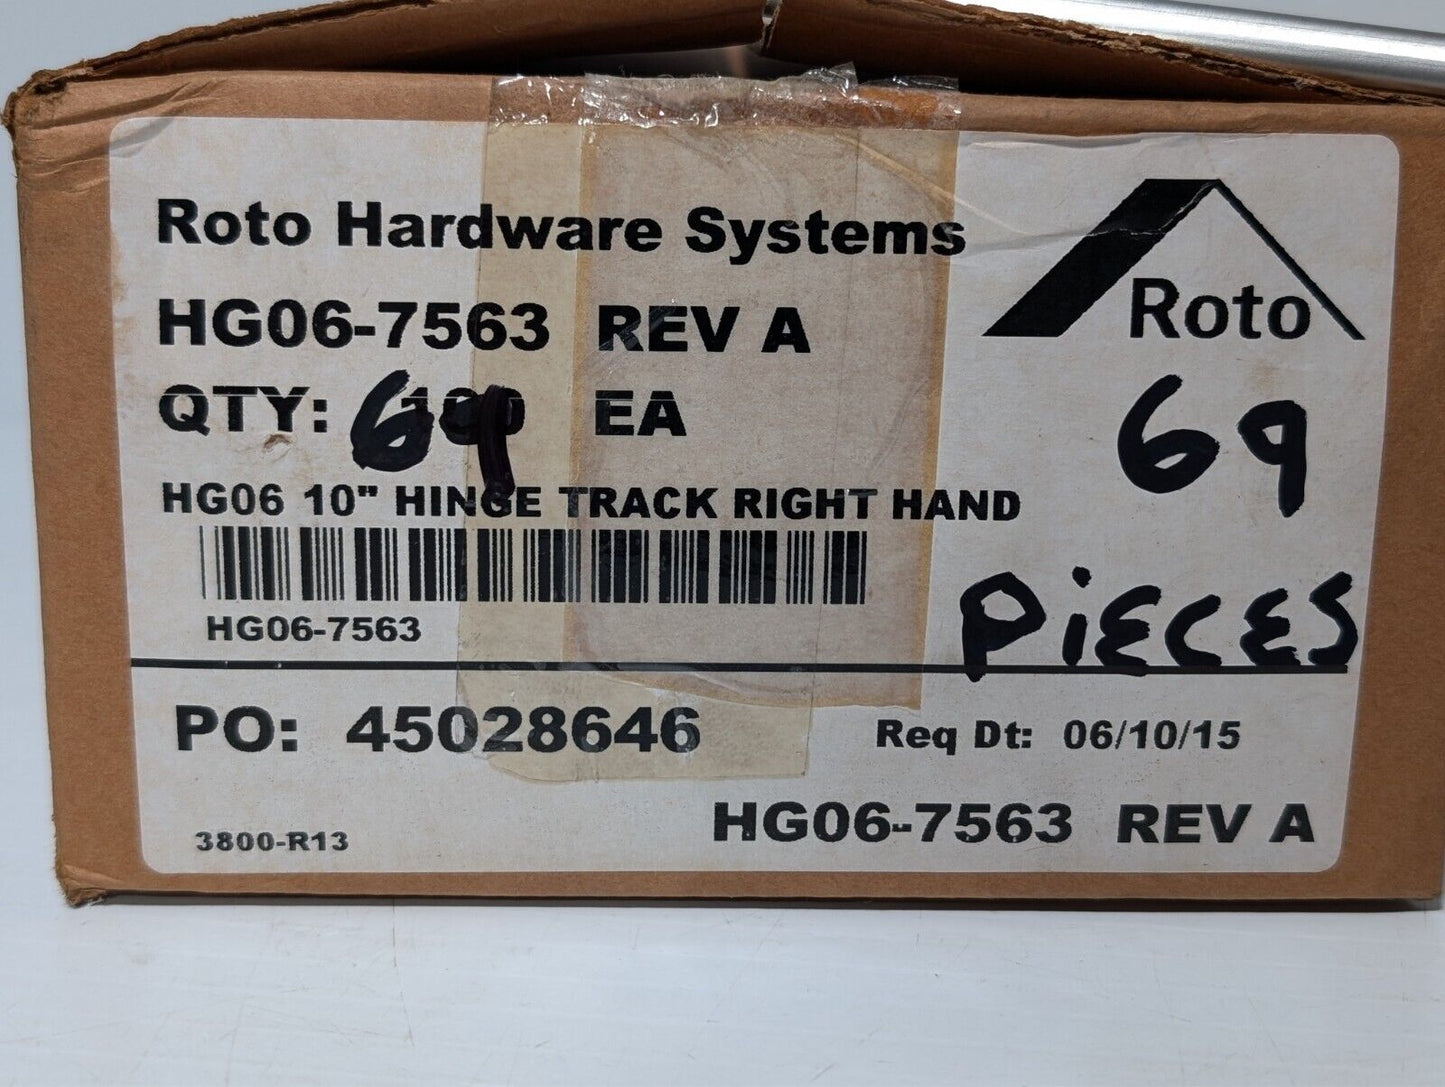 Roto Hardware Systems
Roto
HG06-7563 REV A
QTY: 69 EA
69
HG06 10" HINGE TRACK RIGHT HAND
PiECES
HG06-7563
PO: 45028646
Req Dt: 06/10/15
HG06-7563 REV A
3800-R13